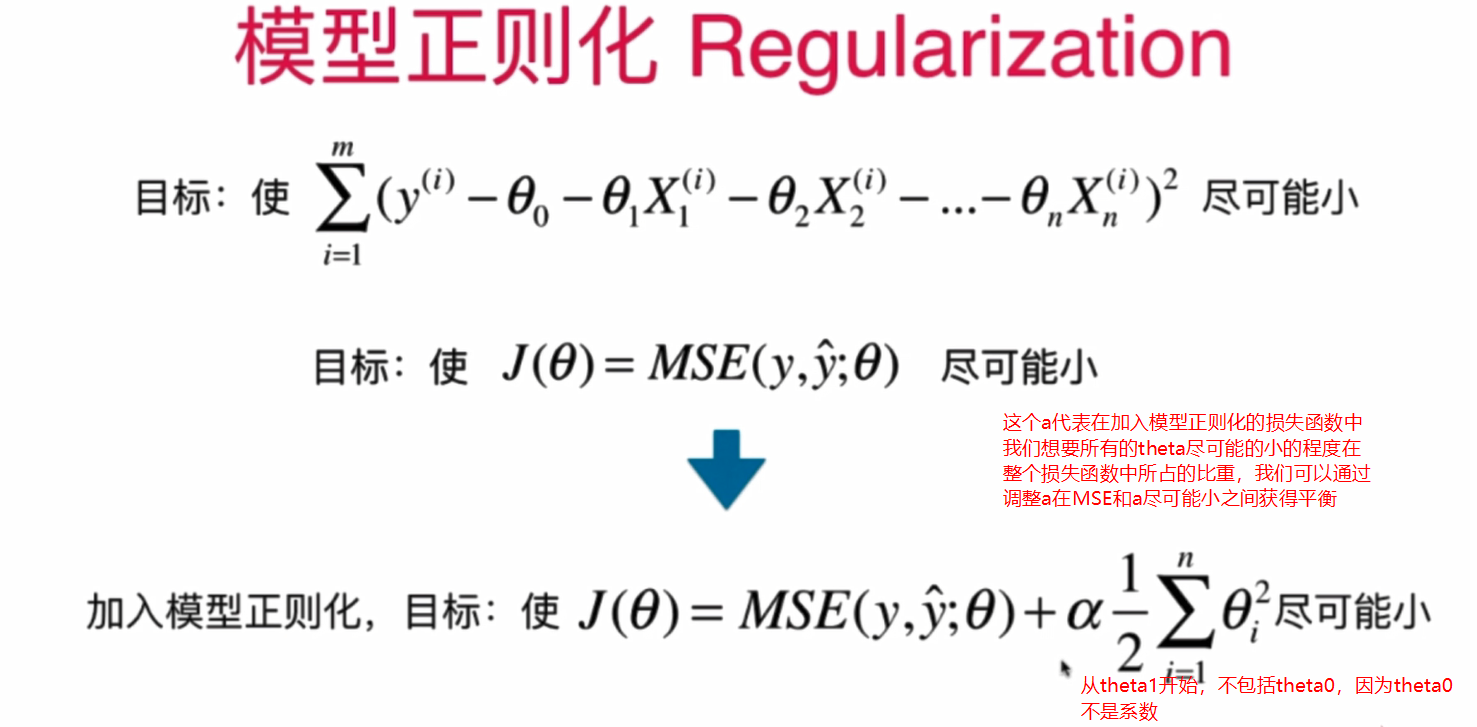 模型正则化 Regularization
目标：使 $\sum_{i=1}^{m}(y^{(i)}-\theta_0-\theta_1X_1^{(i)}-\theta_2X_2^{(i)}-...-\theta_nX_n^{(i)})^2$ 尽可能小
目标：使 $J(\theta)=MSE(y,\hat{y};\theta)$ 尽可能小
这个a代表在加入模型正则化的损失函数中
我们想要所有的theta尽可能的小的程度在
整个损失函数中所占的比重，我们可以通过
调整a在MSE和a尽可能小之间获得平衡
加入模型正则化，目标：使 $J(\theta)=MSE(y,\hat{y};\theta)+\alpha\frac{1}{2}\sum_{i=1}^{n}\theta_i^2$ 尽可能小
从theta1开始，不包括theta0，因为theta0
不是系数